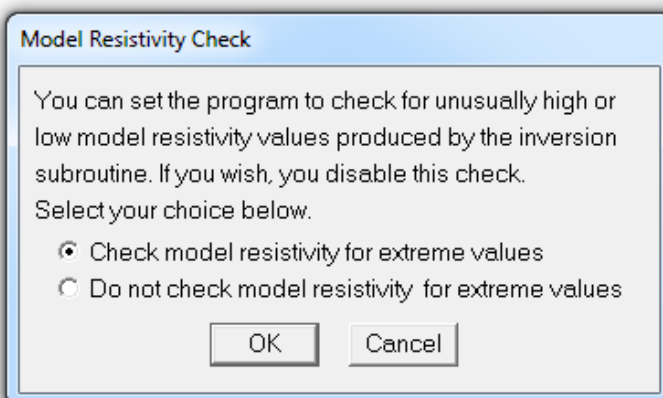 Model Resistivity Check
You can set the program to check for unusually high or
low model resistivity values produced by the inversion
subroutine. If you wish, you disable this check.
Select your choice below.
Check model resistivity for extreme values
Do not check model resistivity for extreme values
OK Cancel